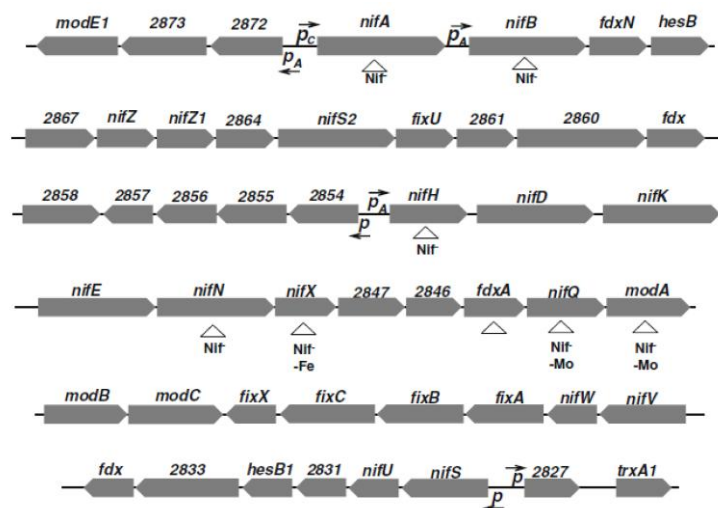 modE1 2873 2872 pC nifA pA nifB fdxN hesB
pA Nif- Nif-
2867 nifZ nifZ1 2864 nifS2 fixU 2861 2860 fdx
2858 2857 2856 2855 2854 pA nifH nifD nifK
p Nif-
nifE nifN nifX 2847 2846 fdxA nifQ modA
Nif- Nif- Nif- Nif-
-Fe -Mo -Mo
modB modC fixX fixC fixB fixA nifW nifV
fdx 2833 hesB1 2831 nifU nifS p 2827 trxA1
p